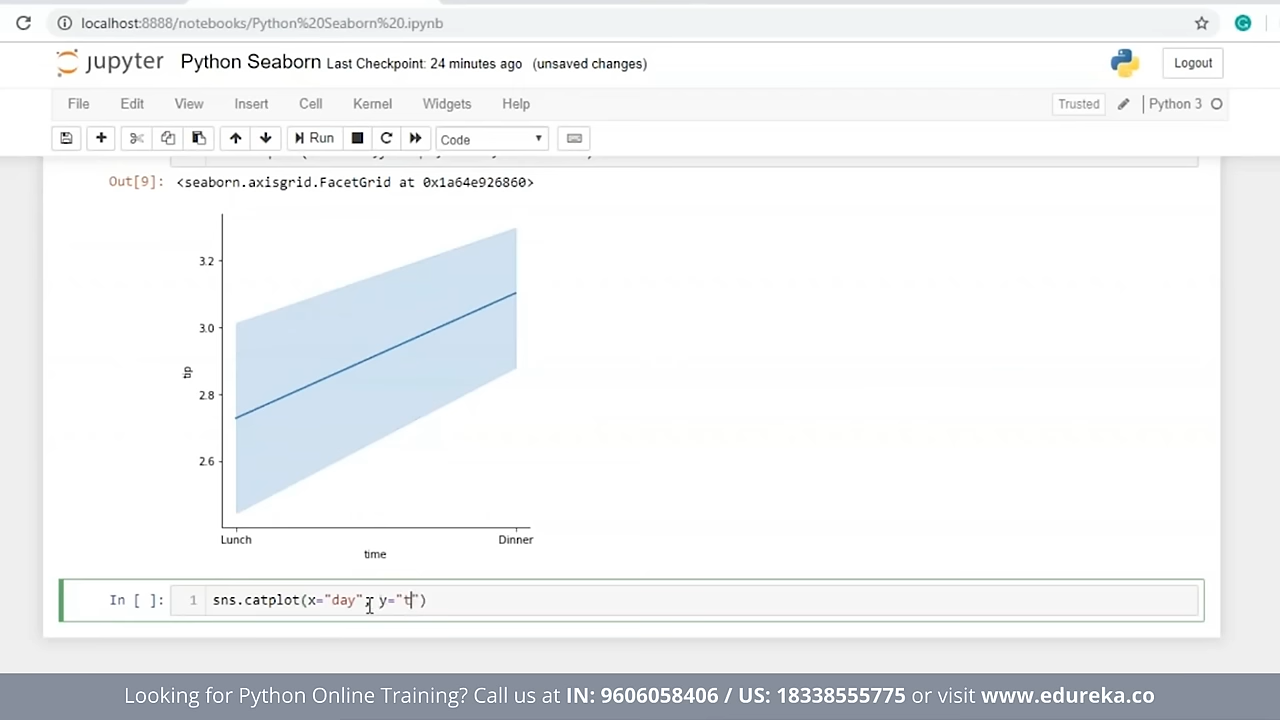 localhost:8888/notebooks/Python%20Seaborn%20.ipynb
jupyter Python Seaborn Last Checkpoint: 24 minutes ago (unsaved changes)
Logout
File Edit View Insert Cell Kernel Widgets Help
Trusted Python 3
Run Code
Out[9]: <seaborn.axisgrid.FacetGrid at 0x1a64e926860>
3.2
3.0
tip
2.8
2.6
Lunch Dinner
time
In [ ]: 1 sns.catplot(x="day", y="t")
Looking for Python Online Training? Call us at IN: 9606058406 / US: 18338555775 or visit www.edureka.co